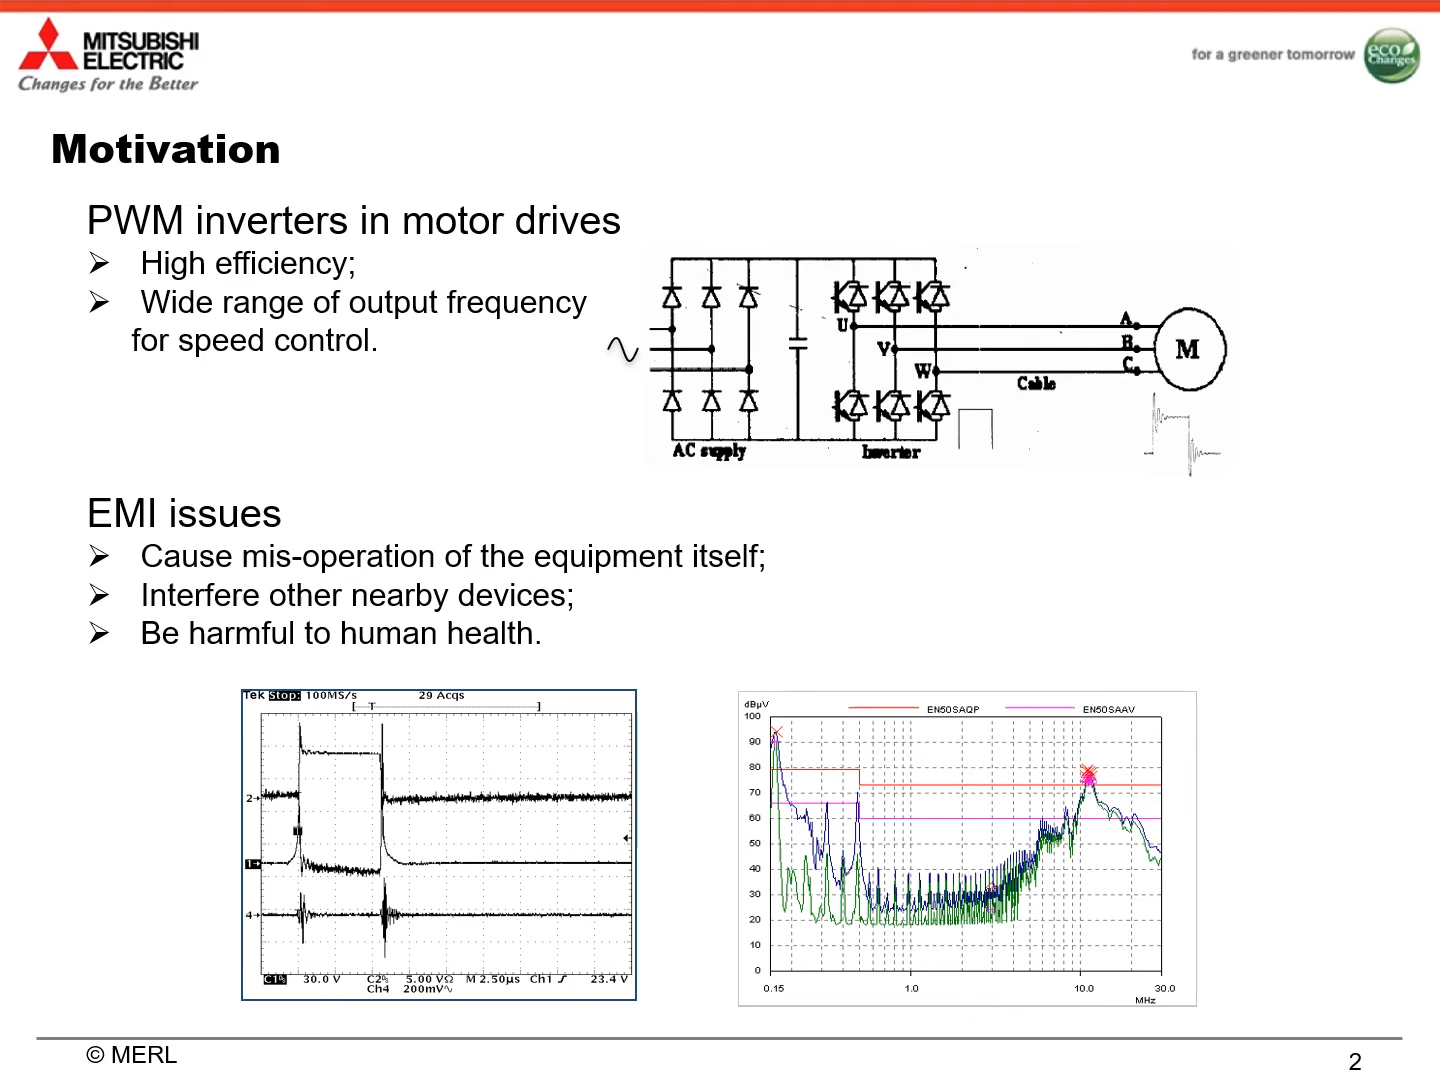 MITSUBISHI
ELECTRIC
Changes for the Better
for a greener tomorrow
eco
Changes
Motivation
PWM inverters in motor drives
➢ High efficiency;
➢ Wide range of output frequency
for speed control.
U
V
W
A
B
C
M
Cable
AC supply
Inverter
EMI issues
➢ Cause mis-operation of the equipment itself;
➢ Interfere other nearby devices;
➢ Be harmful to human health.
Tek Stop: 100MS/s 29 Acqs
[ T ]
2
1
4
30.0 V 5.00 V M 2.50µs Ch1 23.4 V
Ch4 200mV
dBµV EN50SAQP EN50SAAV
100
90
80
70
60
50
40
30
20
10
0
0.15 1.0 10.0 30.0
MHz
© MERL
2